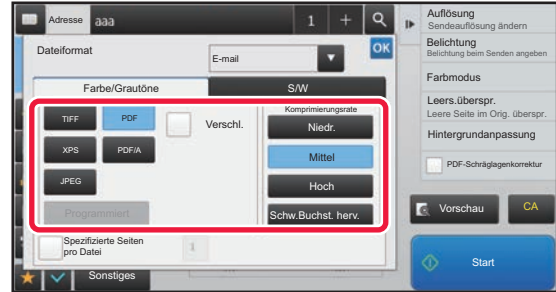 Adresse aaa 1 +
Dateiformat
E-mail
OK
Farbe/Grautöne
S/W
TIFF
PDF
Verschl.
XPS
PDF/A
JPEG
Programmiert
Komprimierungsrate
Niedr.
Mittel
Hoch
Schw.Buchst. herv.
Spezifizierte Seiten
pro Datei
1
Sonstiges
Auflösung
Sendeauflösung ändern
Belichtung
Belichtung beim Senden angeben
Farbmodus
Leers.überspr.
Leere Seite im Orig. überspr.
Hintergrundanpassung
PDF-Schräglagenkorrektur
Vorschau
CA
Start